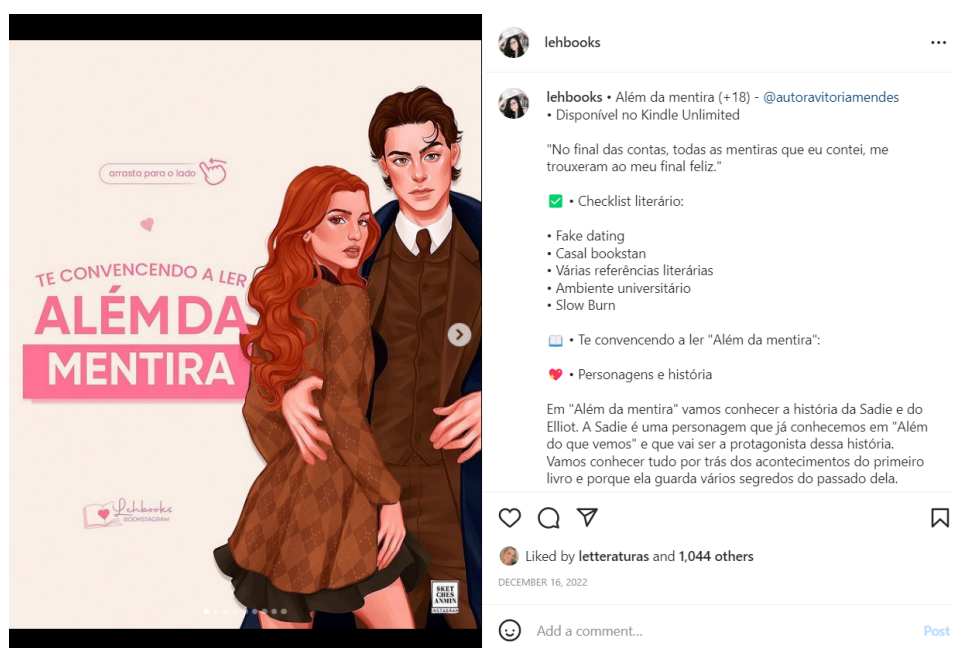 arrasta para o lado
TE CONVENCENDO A LER
ALÉM DA
MENTIRA
Lehbooks
BOOKSTAGRAM
SKET
CHES
ANMIN
INSTAGRAM
lehbooks
lehbooks • Além da mentira (+18) - @autoravitoriamendes
• Disponível no Kindle Unlimited
"No final das contas, todas as mentiras que eu contei, me
trouxeram ao meu final feliz."
✅ • Checklist literário:
• Fake dating
• Casal bookstan
• Várias referências literárias
• Ambiente universitário
• Slow Burn
📖 • Te convencendo a ler "Além da mentira":
💖 • Personagens e história
Em "Além da mentira" vamos conhecer a história da Sadie e do
Elliot. A Sadie é uma personagem que já conhecemos em "Além
do que vemos" e que vai ser a protagonista dessa história.
Vamos conhecer tudo por trás dos acontecimentos do primeiro
livro e porque ela guarda vários segredos do passado dela.
Liked by letteraturas and 1,044 others
DECEMBER 16, 2022
Add a comment...
Post